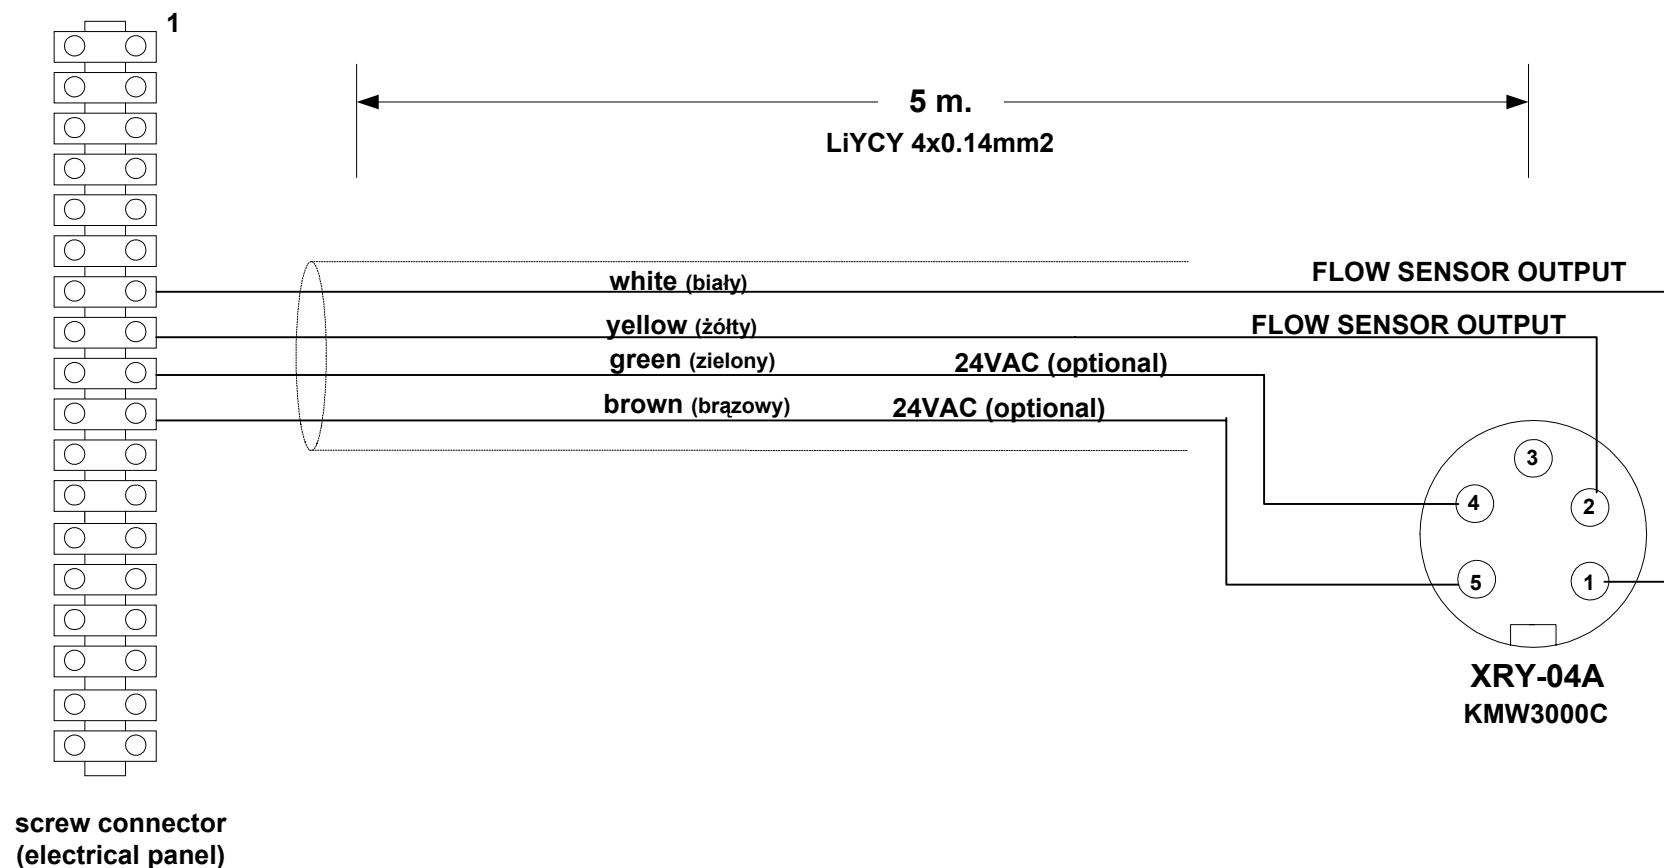 1
5 m.
LiYCY 4x0.14mm2
white (biały)
FLOW SENSOR OUTPUT
yellow (żółty)
FLOW SENSOR OUTPUT
green (zielony)
24VAC (optional)
brown (brązowy)
24VAC (optional)
3
4
2
5
1
XRY-04A
KMW3000C
screw connector
(electrical panel)